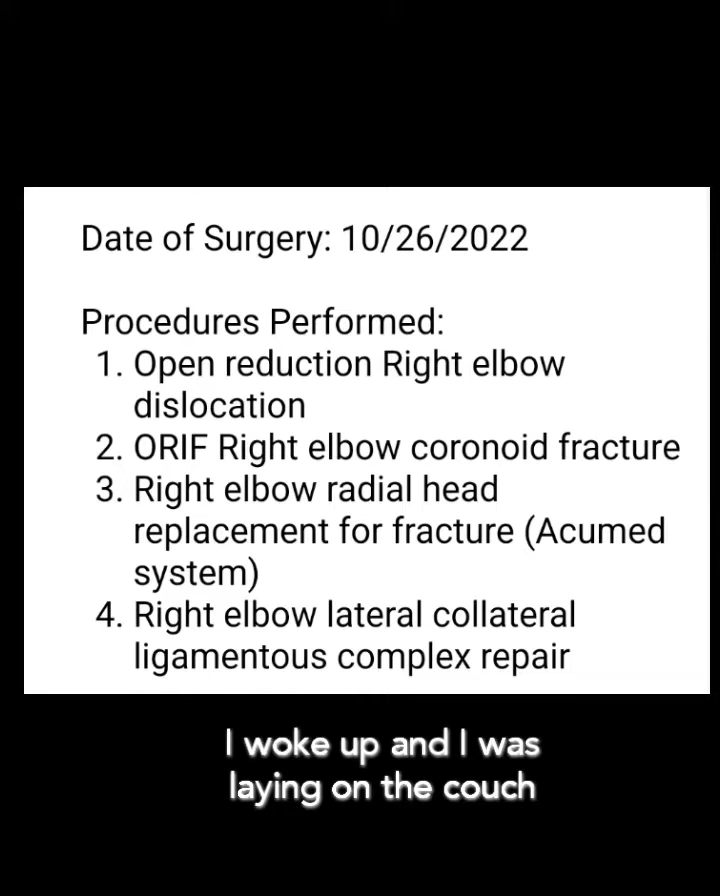 Date of Surgery: 10/26/2022
Procedures Performed:
1. Open reduction Right elbow
dislocation
2. ORIF Right elbow coronoid fracture
3. Right elbow radial head
replacement for fracture (Acumed
system)
4. Right elbow lateral collateral
ligamentous complex repair
I woke up and I was
laying on the couch